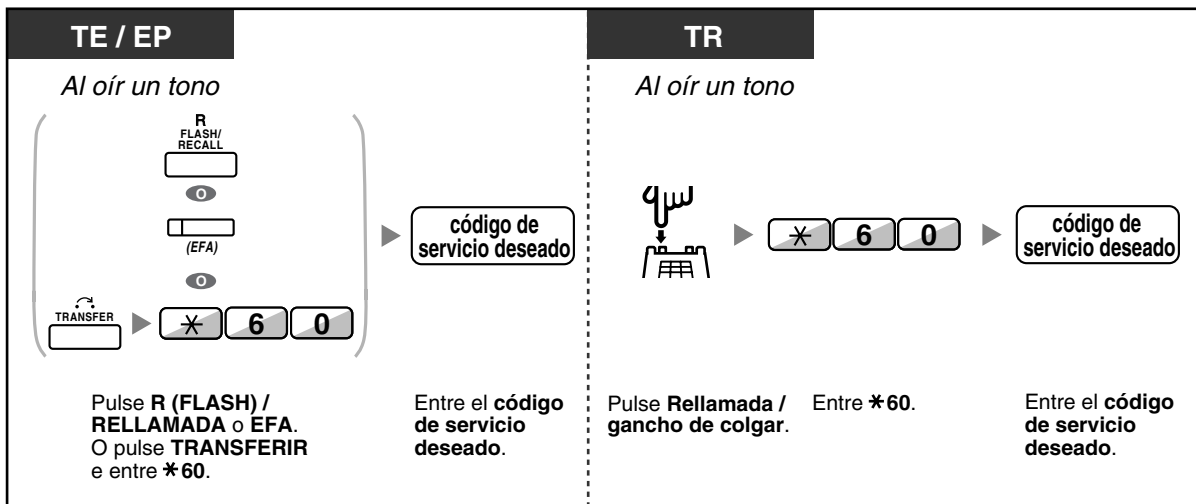 TE / EP
Al oír un tono
R
FLASH/
RECALL
O
(EFA)
O
TRANSFER
* 6 0
código de
servicio deseado
Pulse R (FLASH) /
RELLAMADA o EFA.
O pulse TRANSFERIR
e entre *60.
Entre el código
de servicio
deseado.
TR
Al oír un tono
* 6 0
código de
servicio deseado
Pulse Rellamada /
gancho de colgar.
Entre *60.
Entre el código
de servicio
deseado.